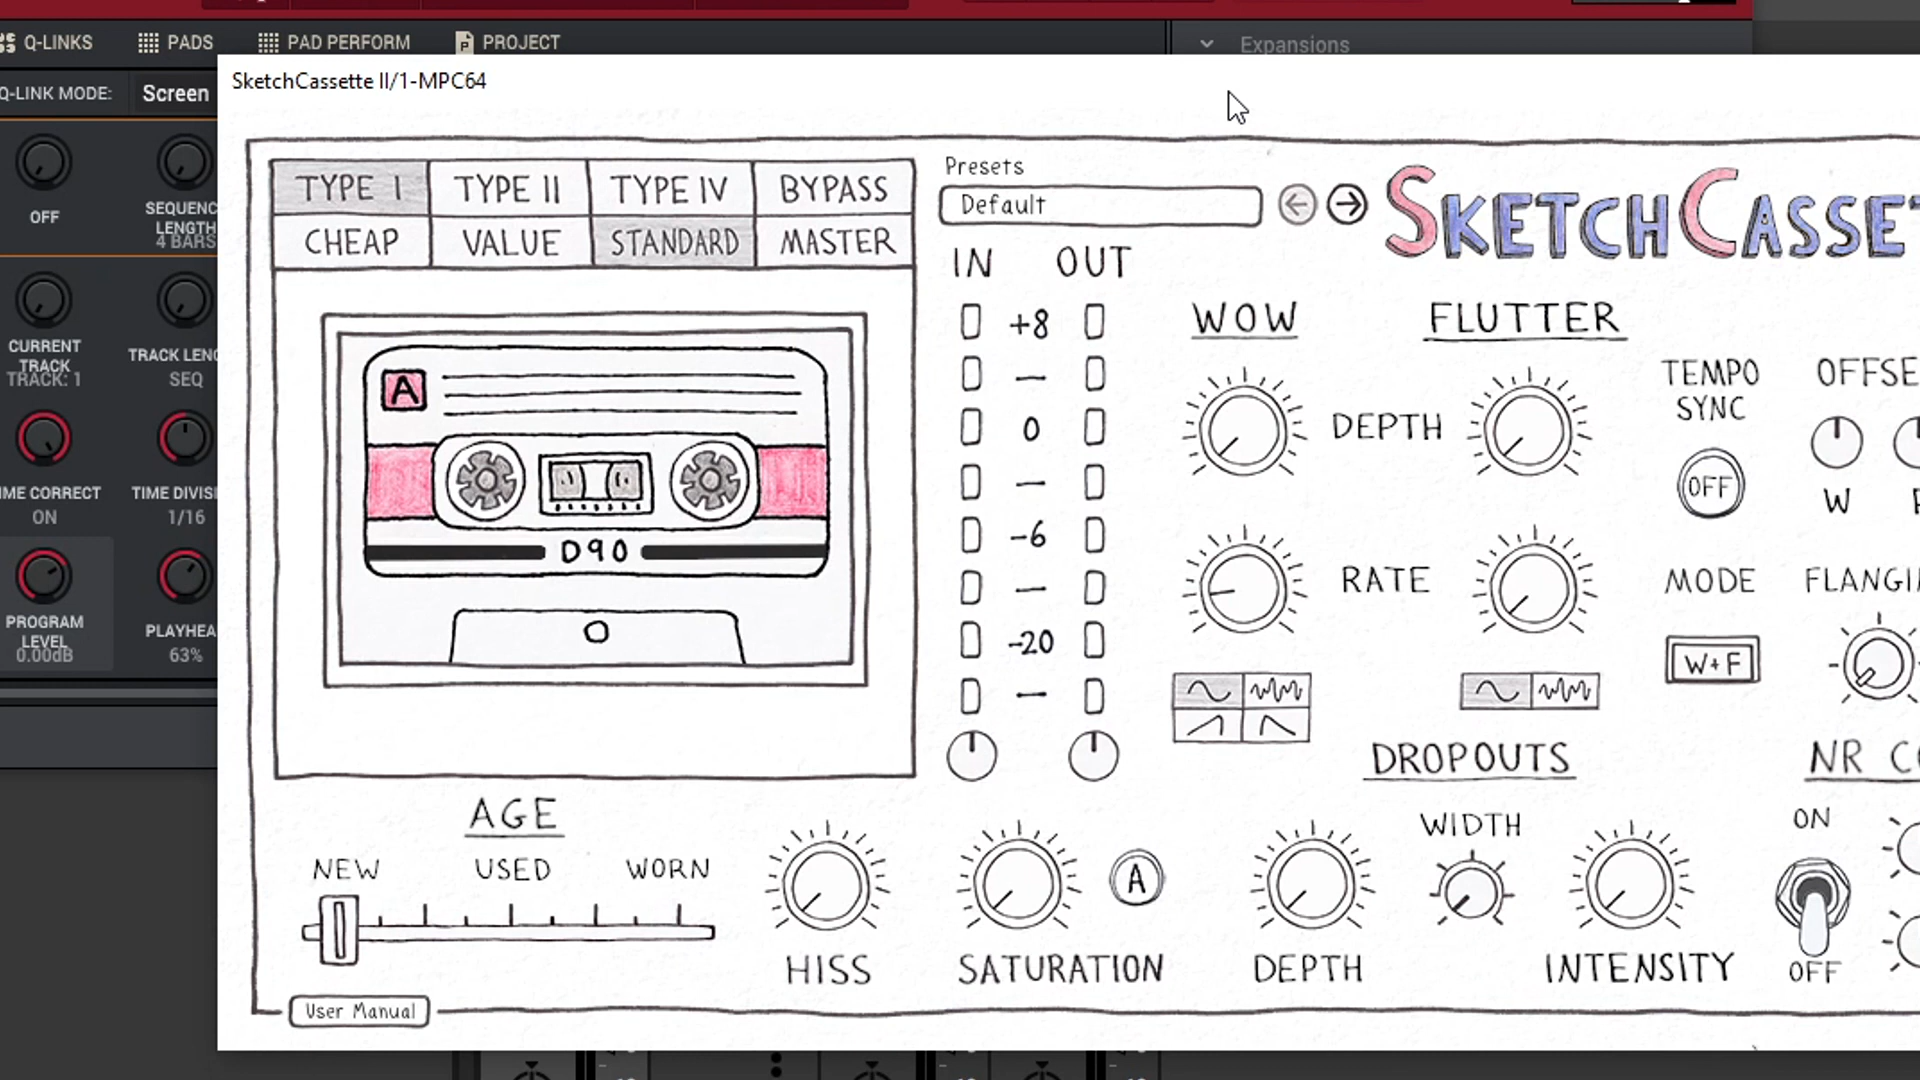 Q-LINKS
PADS
PAD PERFORM
PROJECT
Expansions
Q-LINK MODE:
Screen
OFF
SEQUENC
LENGTH
4 BARS
CURRENT
TRACK
TRACK: 1
TRACK LENG
SEQ
IME CORRECT
ON
TIME DIVISI
1/16
PROGRAM
LEVEL
0.00dB
PLAYHEA
63%
SketchCassette II/1-MPC64
TYPE I
TYPE II
TYPE IV
BYPASS
CHEAP
VALUE
STANDARD
MASTER
A
D90
Presets
Default
SKETCHCASSET
IN
OUT
+8
0
-6
-20
WOW
FLUTTER
DEPTH
RATE
TEMPO
SYNC
OFF
OFFSE
W
MODE
W+F
FLANGI
AGE
NEW
USED
WORN
HISS
SATURATION
A
DROPOUTS
WIDTH
DEPTH
INTENSITY
NR CO
ON
OFF
User Manual